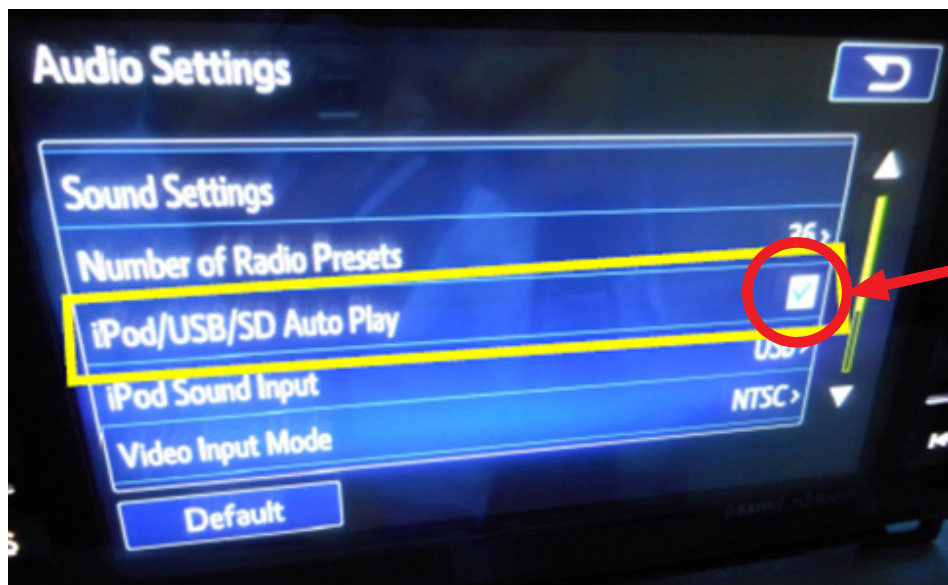 Audio Settings
Sound Settings
Number of Radio Presets 36 >
iPod/USB/SD Auto Play
iPod Sound Input USB >
Video Input Mode NTSC >
Default